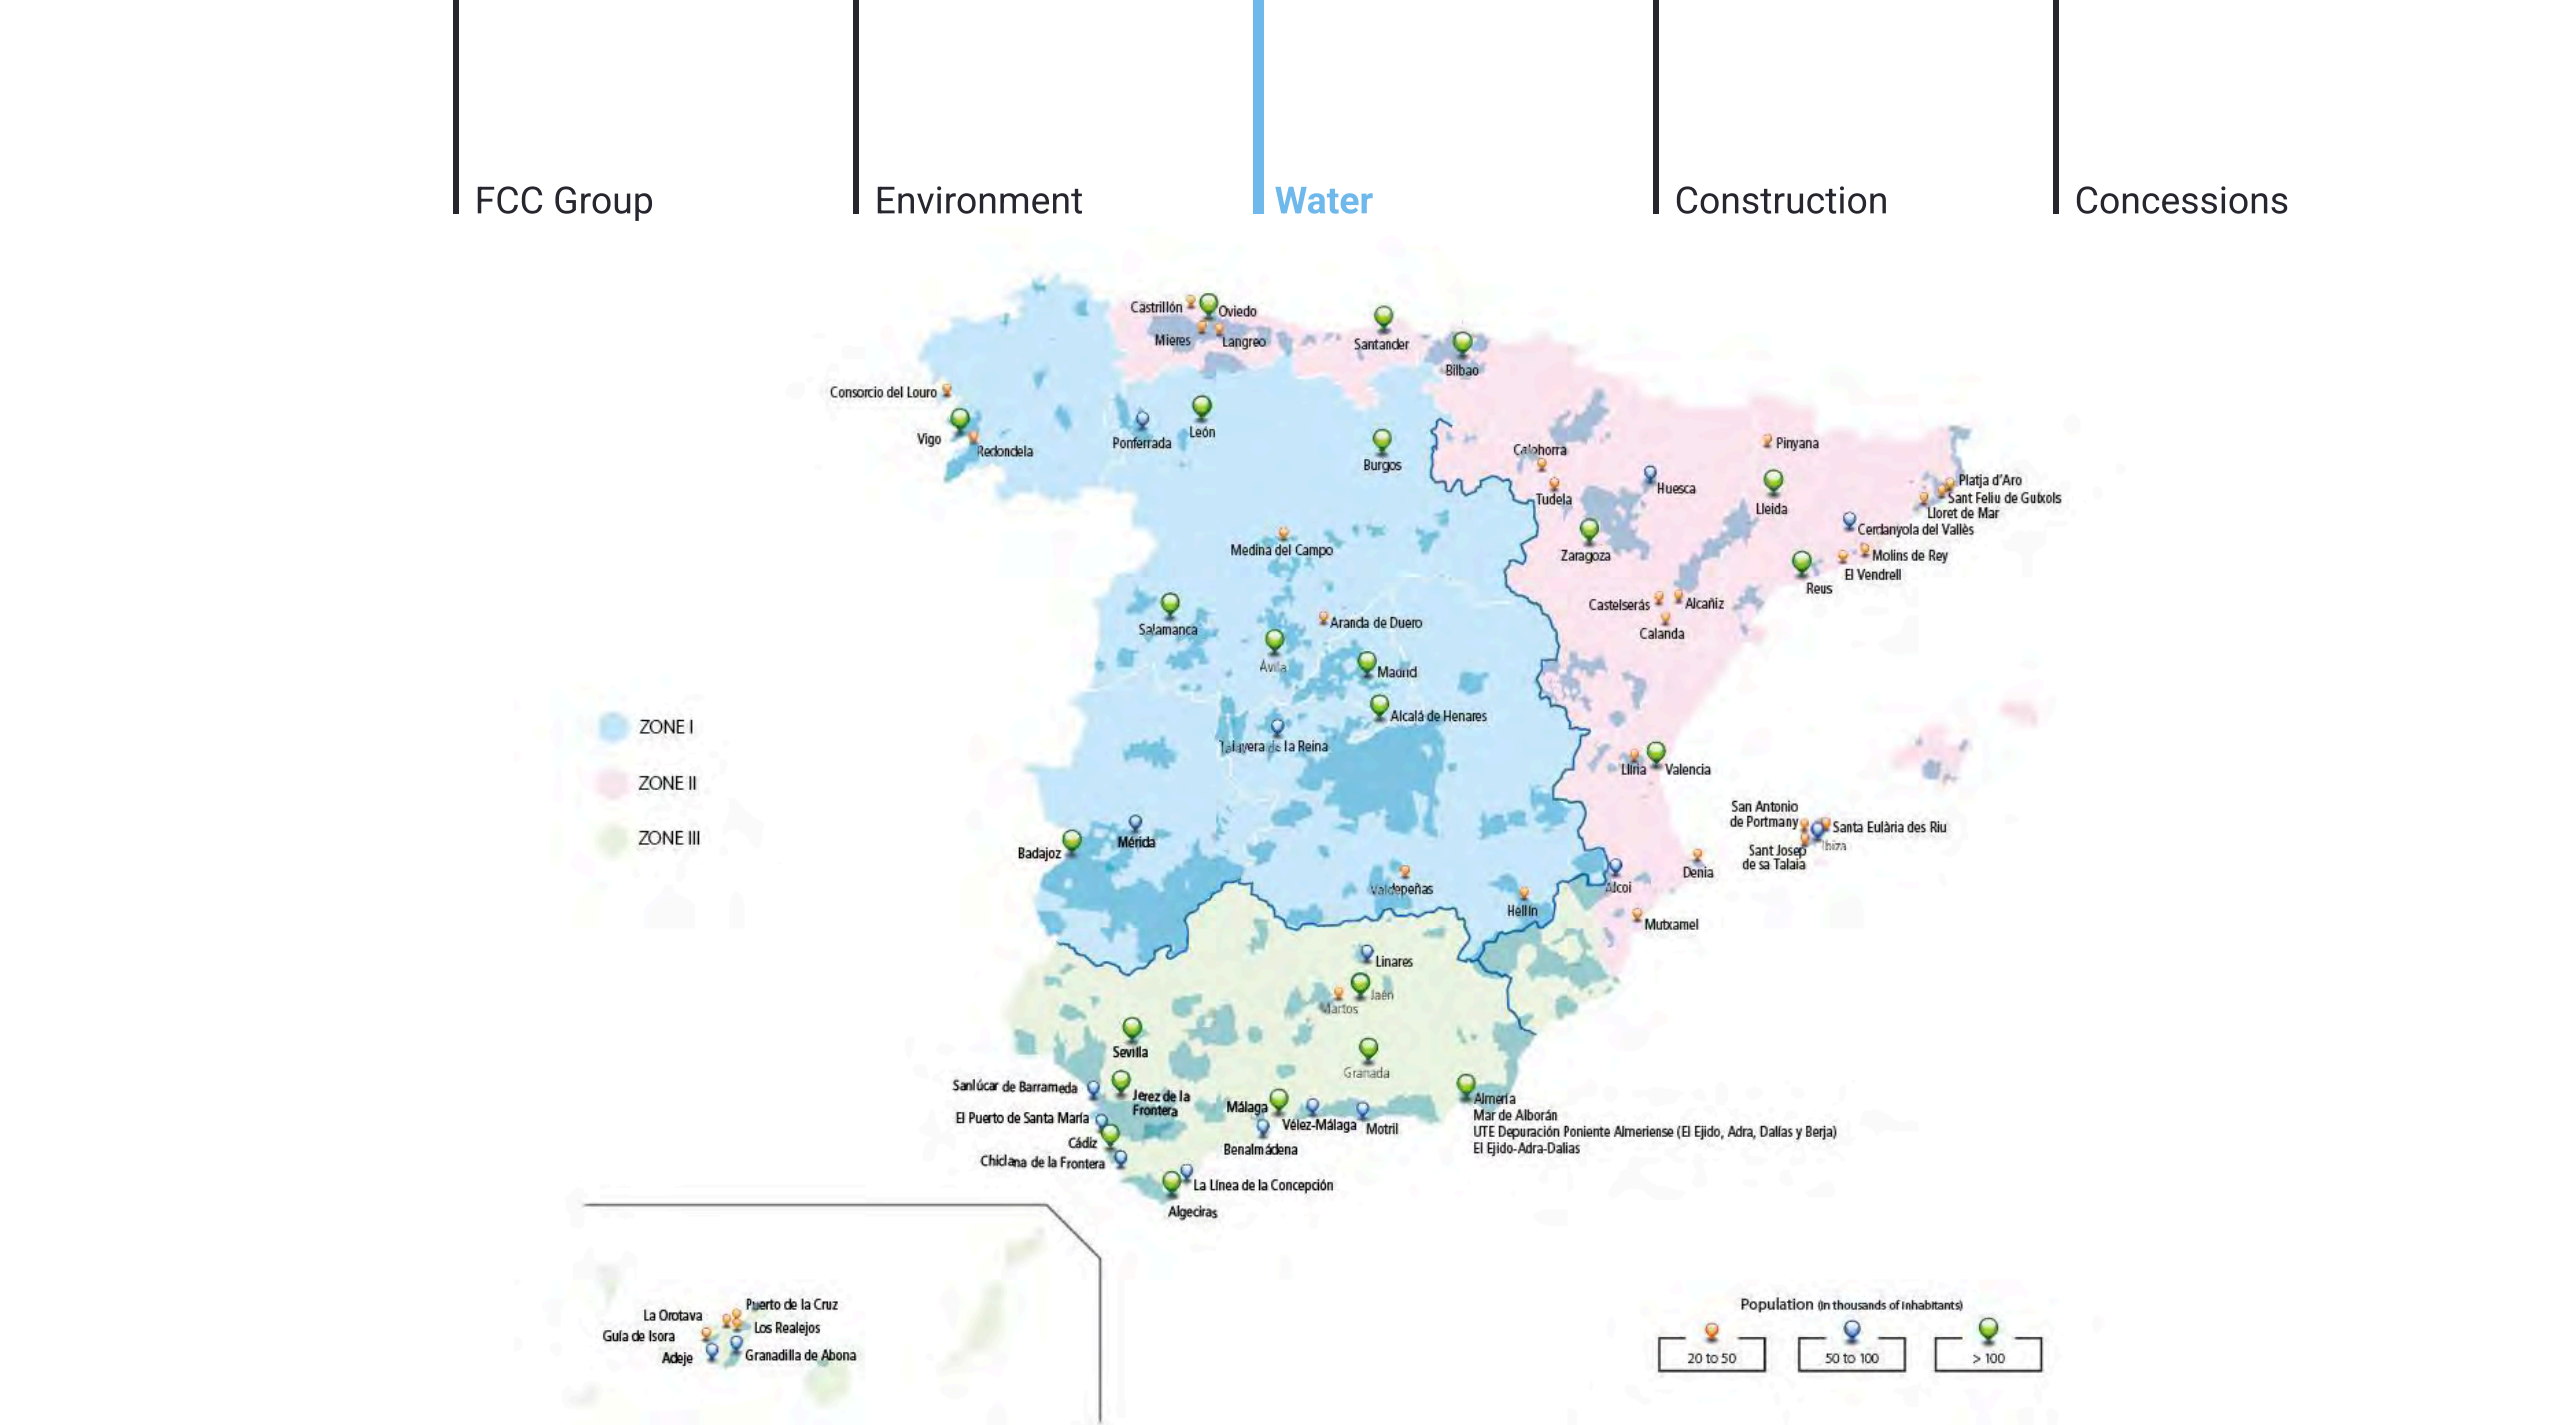 FCC Group
Environment
Water
Construction
Concessions
Castrillón
Oviedo
Mieres
Langreo
Santander
Bilbao
Consorcio del Louro
Vigo
Redondela
Ponferrada
León
Burgos
Calahorra
Tudela
Huesca
Pinyana
Lleida
Platja d'Aro
Sant Feliu de Guíxols
Lloret de Mar
Cerdanyola del Vallès
Molins de Rey
El Vendrell
Reus
Zaragoza
Medina del Campo
Castelserás
Alcañiz
Calanda
Salamanca
Aranda de Duero
Ávila
Madrid
Alcalá de Henares
Talavera de la Reina
ZONE I
ZONE II
ZONE III
Llíria
Valencia
San Antonio
de Portmany
Santa Eulària des Riu
Ibiza
Sant Josep
de sa Talaia
Badajoz
Mérida
Valdepeñas
Hellín
Alcoi
Denia
Mutxamel
Linares
Jaén
Martos
Sevilla
Granada
Sanlúcar de Barrameda
Jerez de la
Frontera
El Puerto de Santa María
Cádiz
Chiclana de la Frontera
Málaga
Vélez-Málaga
Motril
Benalmádena
La Línea de la Concepción
Algeciras
Almería
Mar de Alborán
UTE Depuración Poniente Almeriense (El Ejido, Adra, Dalías y Berja)
El Ejido-Adra-Dalias
Puerto de la Cruz
La Orotava
Los Realejos
Guía de Isora
Adeje
Granadilla de Abona
Population (in thousands of inhabitants)
20 to 50
50 to 100
> 100